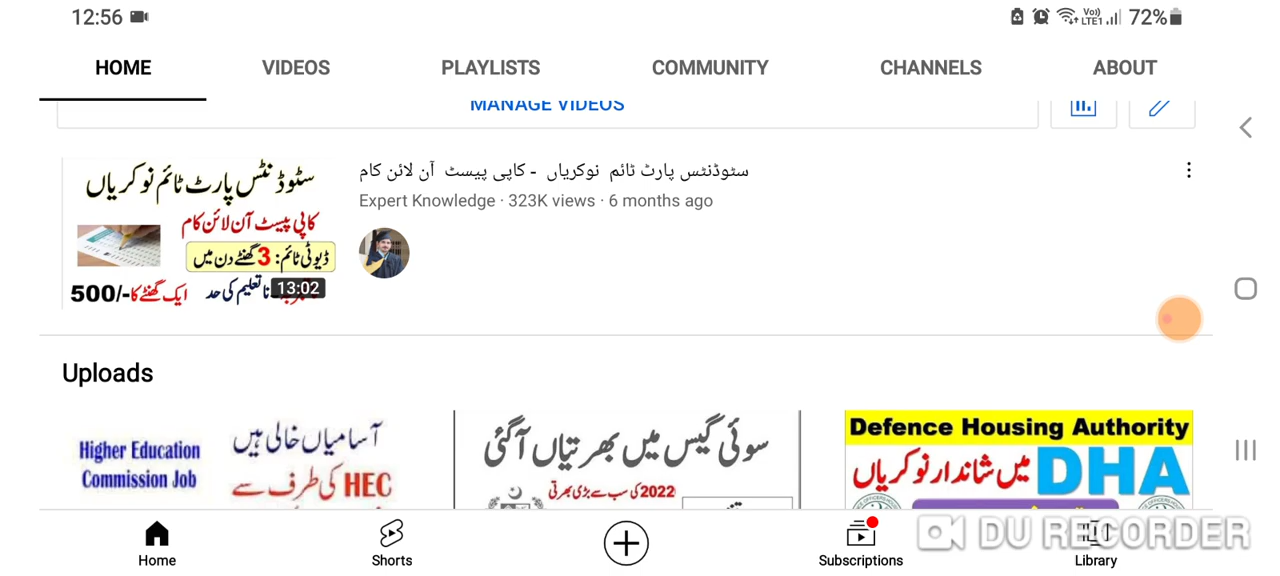 12:56
Vo)) LTE1 72%
HOME VIDEOS PLAYLISTS COMMUNITY CHANNELS ABOUT
MANAGE VIDEOS
سٹوڈنٹس پارٹ ٹائم نوکریاں
کاپی پیسٹ آن لائن کام
ڈیوٹی ٹائم: 3 گھنٹے دن میں
ایک گھنٹے کا -/500
نا تعلیم کی حد
13:02
سٹوڈنٹس پارٹ ٹائم نوکریاں - کاپی پیسٹ آن لائن کام
Expert Knowledge · 323K views · 6 months ago
Uploads
Higher Education
Commission Job
آسامیاں خالی ہیں
HEC کی طرف سے
سوئی گیس میں بھرتیاں آگئی
2022 کی سب سے بڑی بھرتی
Defence Housing Authority
DHA میں شاندار نوکریاں
Home Shorts Subscriptions Library
DU RECORDER